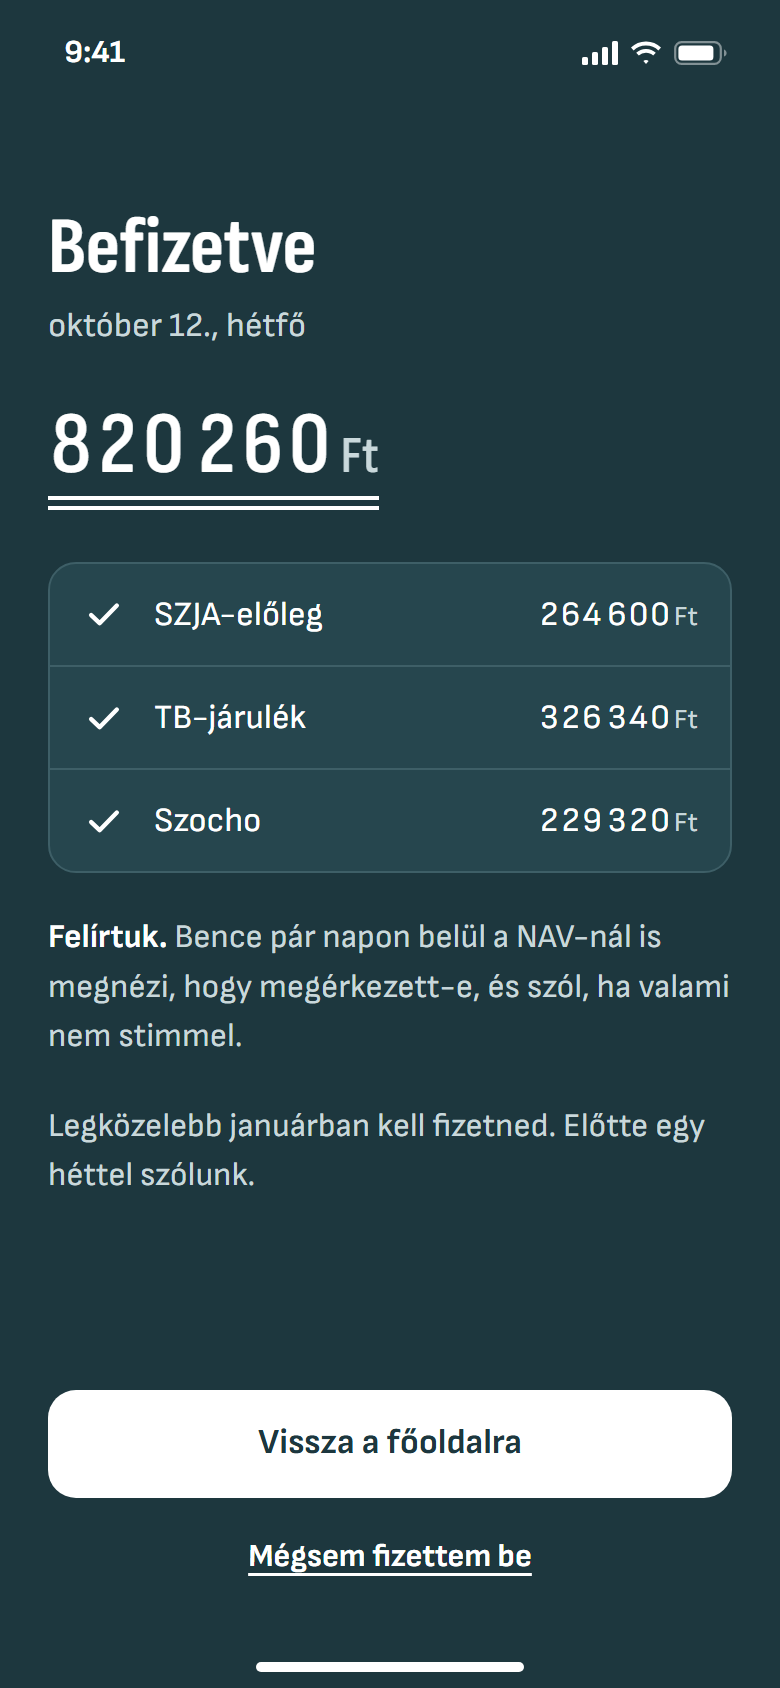 9:41
Befizetve
október 12., hétfő
820 260 Ft
SZJA-előleg 264 600 Ft
TB-járulék 326 340 Ft
Szocho 229 320 Ft
Felírtuk. Bence pár napon belül a NAV-nál is
megnézi, hogy megérkezett-e, és szól, ha valami
nem stimmel.
Legközelebb januárban kell fizetned. Előtte egy
héttel szólunk.
Vissza a főoldalra
Mégsem fizettem be